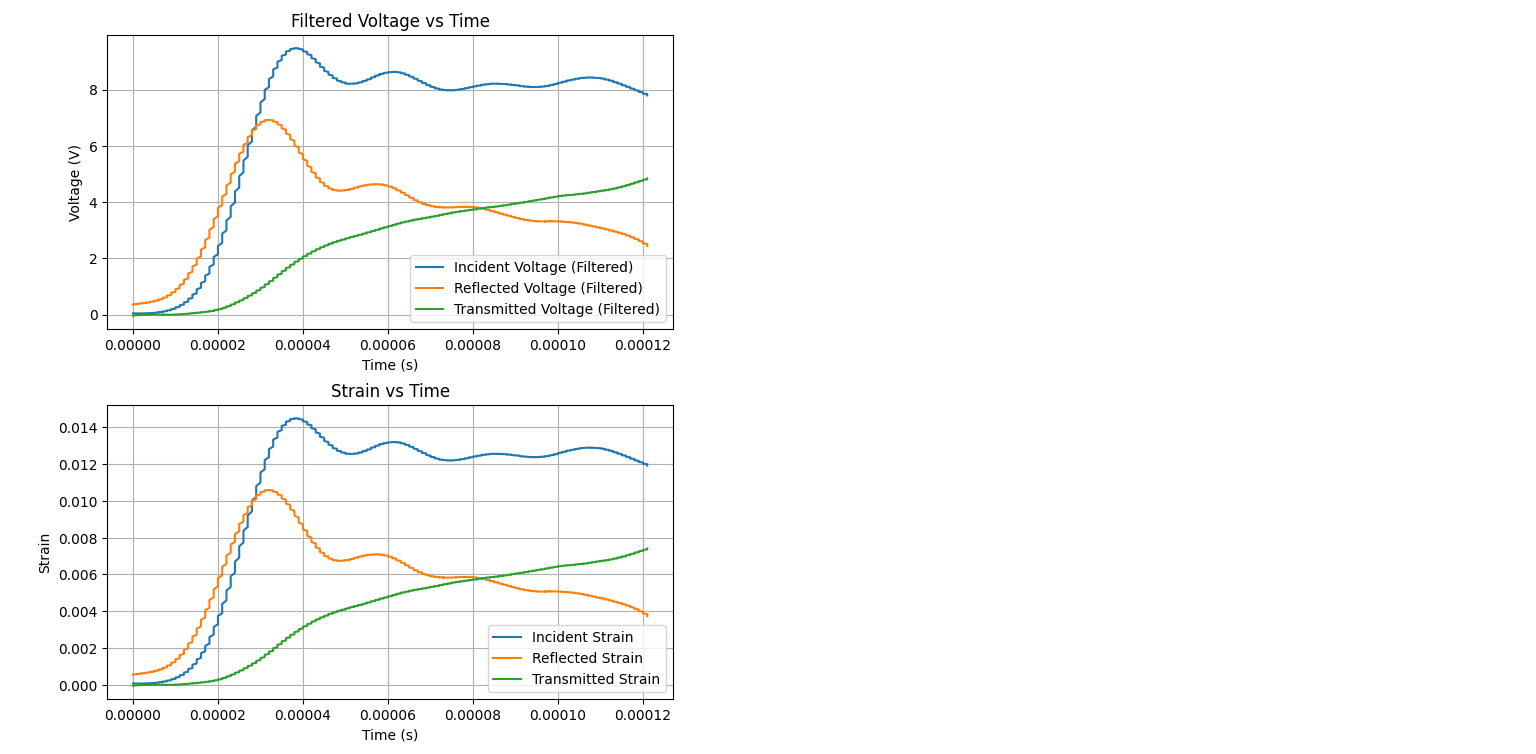 Filtered Voltage vs Time
Voltage (V)
8
6
4
2
0
Incident Voltage (Filtered)
Reflected Voltage (Filtered)
Transmitted Voltage (Filtered)
0.00000 0.00002 0.00004 0.00006 0.00008 0.00010 0.00012
Time (s)
Strain vs Time
Strain
0.014
0.012
0.010
0.008
0.006
0.004
0.002
0.000
Incident Strain
Reflected Strain
Transmitted Strain
0.00000 0.00002 0.00004 0.00006 0.00008 0.00010 0.00012
Time (s)